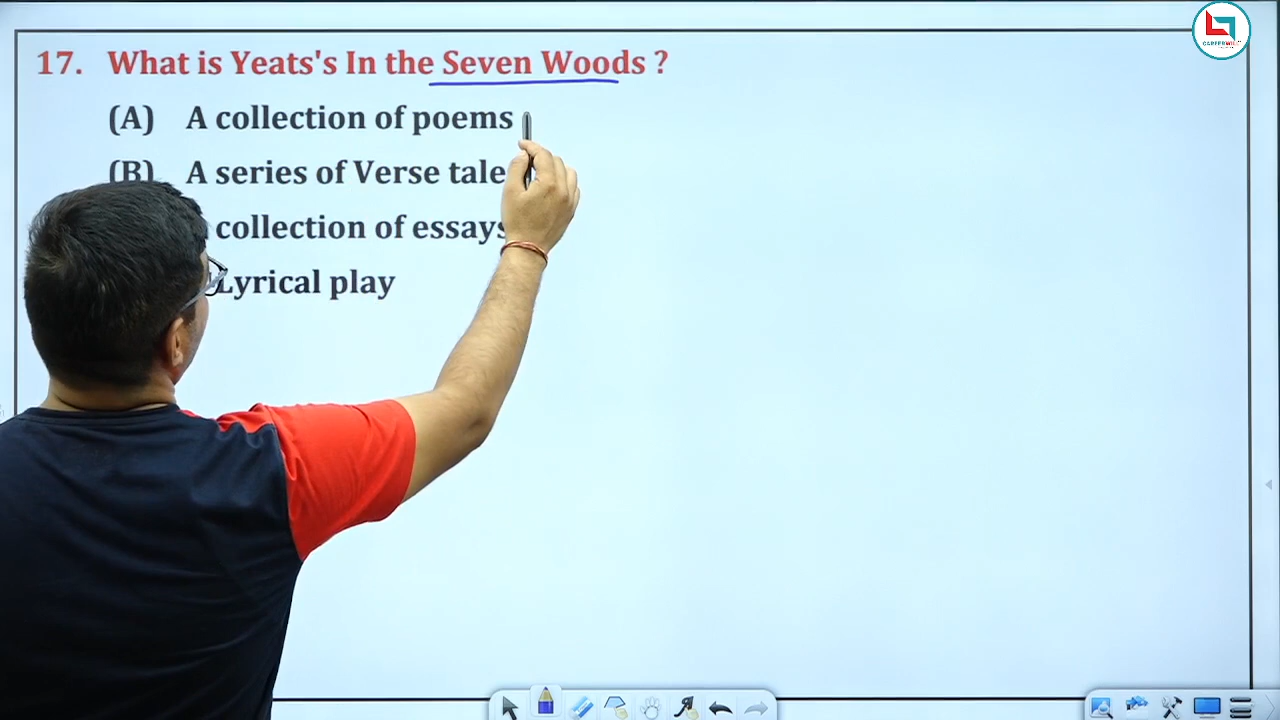 17. What is Yeats's In the Seven Woods ?
(A) A collection of poems
(B) A series of Verse tale
collection of essays
Lyrical play
CAREERWILL